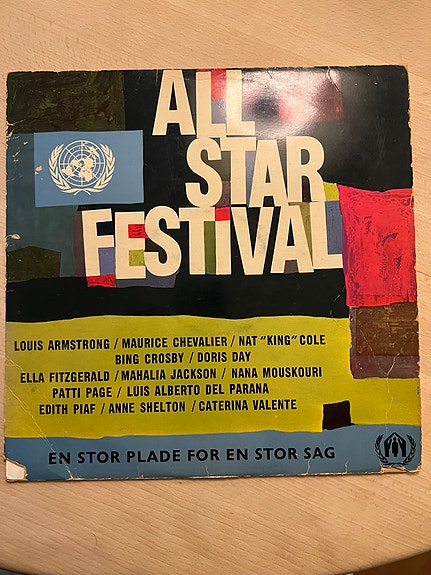 ALL
STAR
FESTiVAL
LOUIS ARMSTRONG / MAURICE CHEVALIER / NAT "KING" COLE
BING CROSBY / DORIS DAY
ELLA FITZGERALD / MAHALIA JACKSON / NANA MOUSKOURI
PATTI PAGE / LUIS ALBERTO DEL PARANA
EDITH PIAF / ANNE SHELTON / CATERINA VALENTE
EN STOR PLADE FOR EN STOR SAG